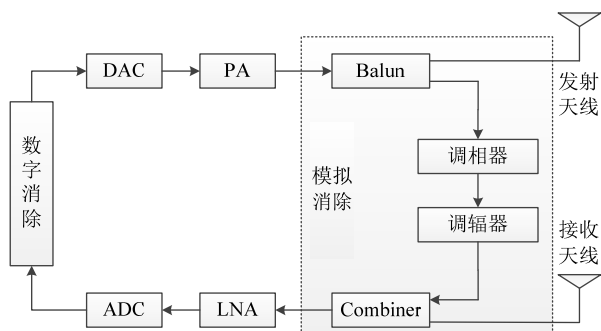 DAC
PA
Balun
发射
天线
数
字
消
除
模拟
消除
调相器
调辐器
接收
天线
ADC
LNA
Combiner